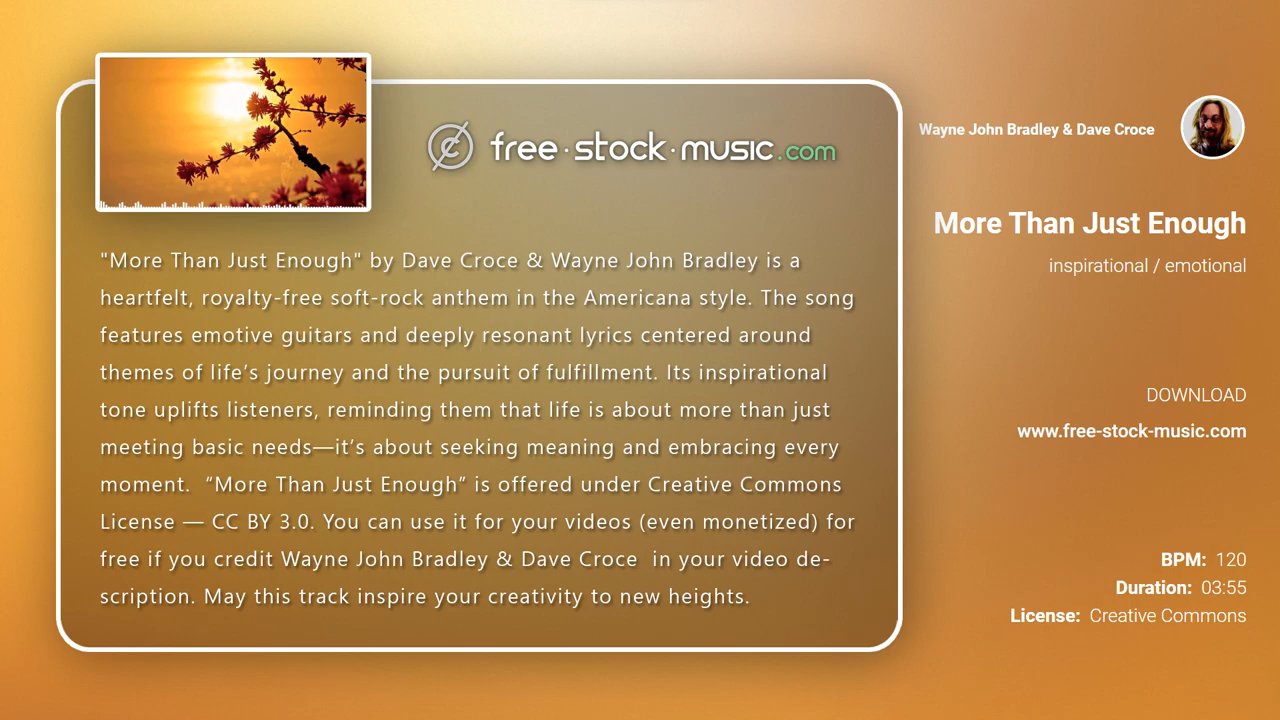 free·stock·music.com
"More Than Just Enough" by Dave Croce & Wayne John Bradley is a
heartfelt, royalty-free soft-rock anthem in the Americana style. The song
features emotive guitars and deeply resonant lyrics centered around
themes of life’s journey and the pursuit of fulfillment. Its inspirational
tone uplifts listeners, reminding them that life is about more than just
meeting basic needs—it’s about seeking meaning and embracing every
moment.  “More Than Just Enough” is offered under Creative Commons
License — CC BY 3.0. You can use it for your videos (even monetized) for
free if you credit Wayne John Bradley & Dave Croce  in your video de-
scription. May this track inspire your creativity to new heights.
Wayne John Bradley & Dave Croce
More Than Just Enough
inspirational / emotional
DOWNLOAD
www.free-stock-music.com
BPM: 120
Duration: 03:55
License: Creative Commons